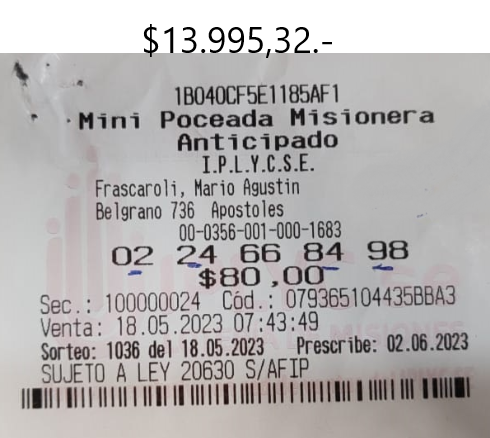 $13.995,32.-
1B040CF5E1185AF1
Mini Poceada Misionera
Anticipado
I.P.L.Y.C.S.E.
Frascaroli, Mario Agustin
Belgrano 736 Apostoles
00-0356-001-000-1683
02 24 66 84 98
$80,00
Sec.: 100000024 Cód.: 079365104435BBA3
Venta: 18.05.2023 07:43:49
Sorteo: 1036 del 18.05.2023 Prescribe: 02.06.2023
SUJETO A LEY 20630 S/AFIP